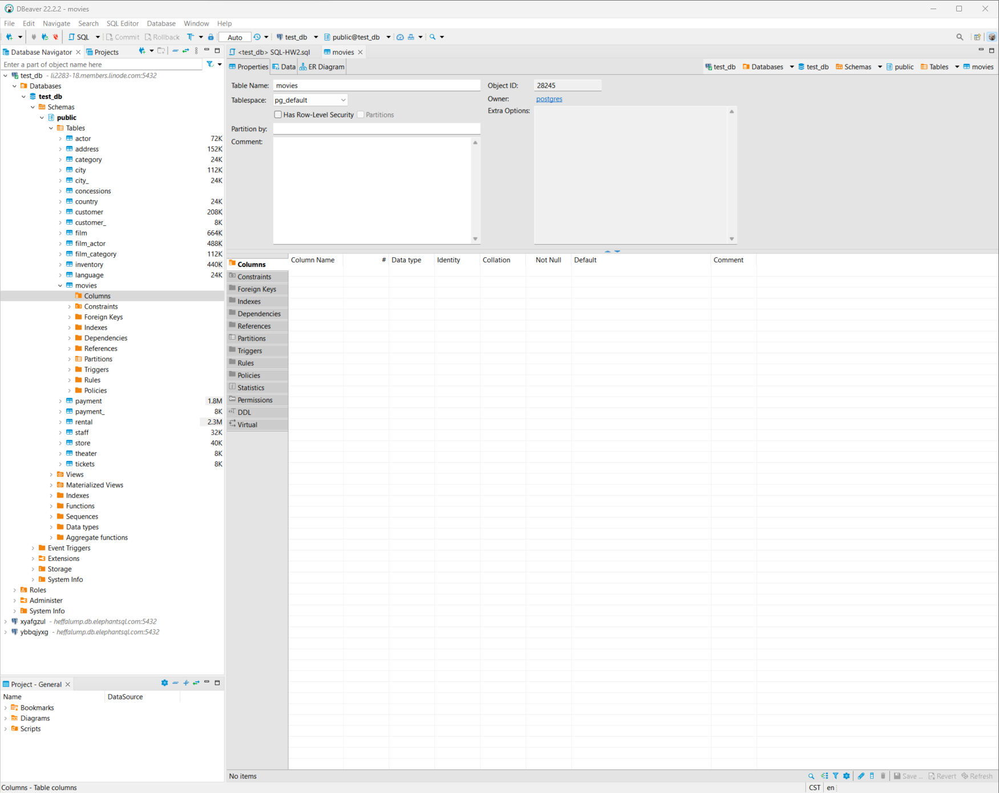 DBeaver 22.2.2 - movies
File Edit Navigate Search SQL Editor Database Window Help
SQL Commit Rollback Auto test_db public@test_db
Database Navigator Projects
Enter a part of object name here
test_db - li2283-18.members.linode.com:5432
Databases
test_db
Schemas
public
Tables
actor 72K
address 152K
category 24K
city 112K
city_ 24K
concessions
country 24K
customer 208K
customer_ 8K
film 664K
film_actor 488K
film_category 112K
inventory 440K
language 24K
movies
Columns
Constraints
Foreign Keys
Indexes
Dependencies
References
Partitions
Triggers
Rules
Policies
payment 1.8M
payment_ 8K
rental 2.3M
staff 32K
store 40K
theater 8K
tickets 8K
Views
Materialized Views
Indexes
Functions
Sequences
Data types
Aggregate functions
Event Triggers
Extensions
Storage
System Info
Roles
Administer
System Info
xyafgzul - heffalump.db.elephantsql.com:5432
ybbqjyxg - heffalump.db.elephantsql.com:5432
Project - General
Name DataSource
Bookmarks
Diagrams
Scripts
<test_db> SQL-HW2.sql movies
Properties Data ER Diagram test_db Databases test_db Schemas public Tables movies
Table Name: movies
Tablespace: pg_default
Has Row-Level Security Partitions
Partition by:
Comment:
Object ID: 28245
Owner: postgres
Extra Options:
Columns
Constraints
Foreign Keys
Indexes
Dependencies
References
Partitions
Triggers
Rules
Policies
Statistics
Permissions
DDL
Virtual
Column Name # Data type Identity Collation Not Null Default Comment
No items Save ... Revert Refresh
Columns - Table columns CST en